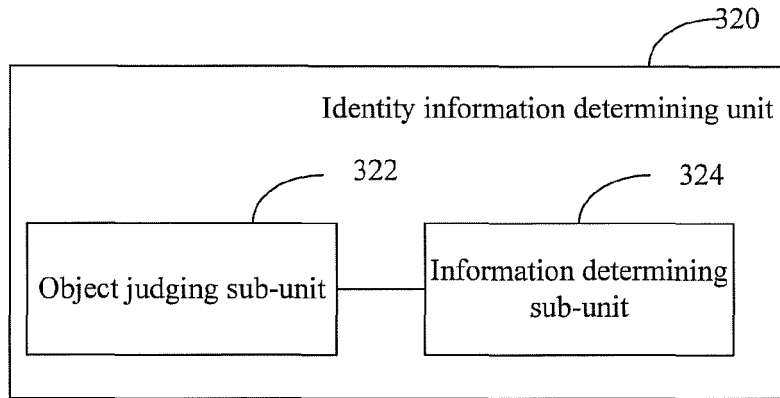 320
Identity information determining unit
322
324
Object judging sub-unit
Information determining
sub-unit